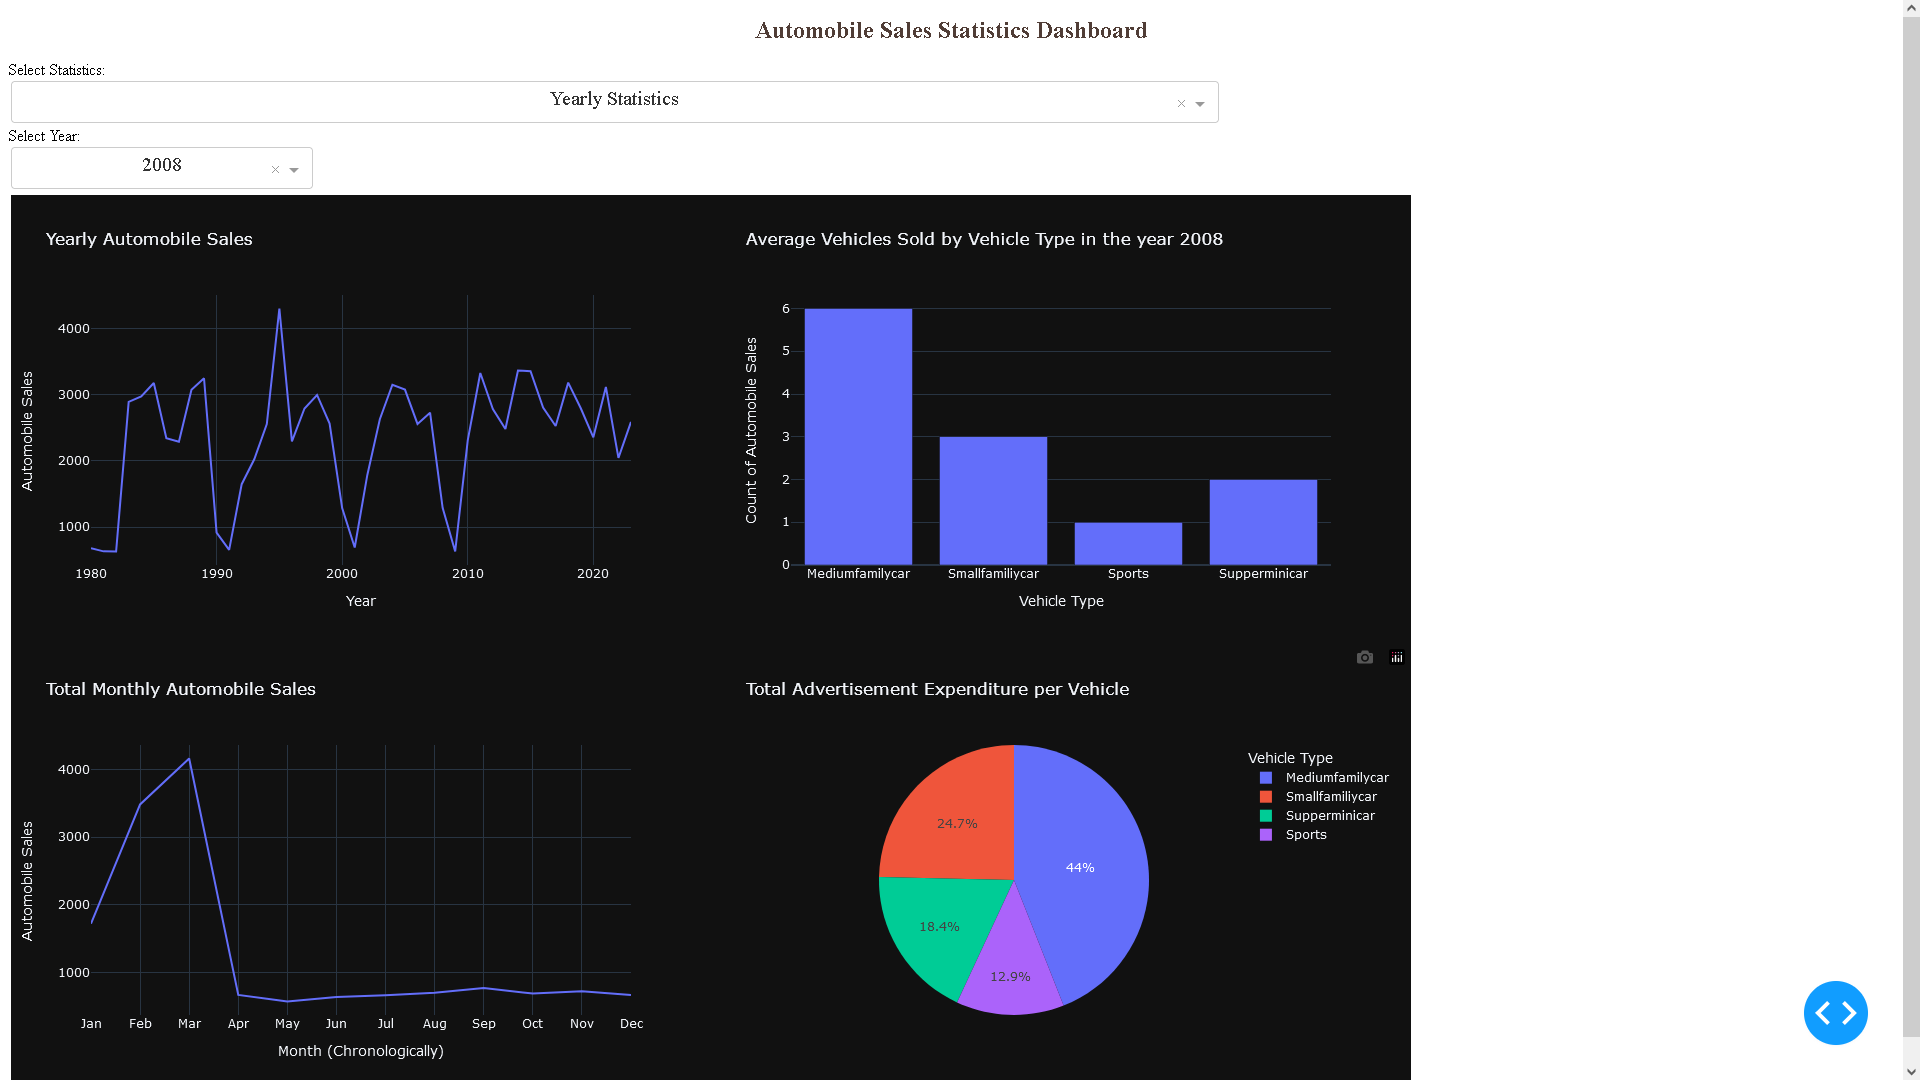 Automobile Sales Statistics Dashboard
Select Statistics:
Yearly Statistics
×
Select Year:
2008
×
Yearly Automobile Sales
Automobile Sales
4000
3000
2000
1000
1980 1990 2000 2010 2020
Year
Average Vehicles Sold by Vehicle Type in the year 2008
Count of Automobile Sales
6
5
4
3
2
1
0
Mediumfamilycar Smallfamiliycar Sports Supperminicar
Vehicle Type
Total Monthly Automobile Sales
Automobile Sales
4000
3000
2000
1000
Jan Feb Mar Apr May Jun Jul Aug Sep Oct Nov Dec
Month (Chronologically)
Total Advertisement Expenditure per Vehicle
24.7%
44%
18.4%
12.9%
Vehicle Type
Mediumfamilycar
Smallfamiliycar
Supperminicar
Sports